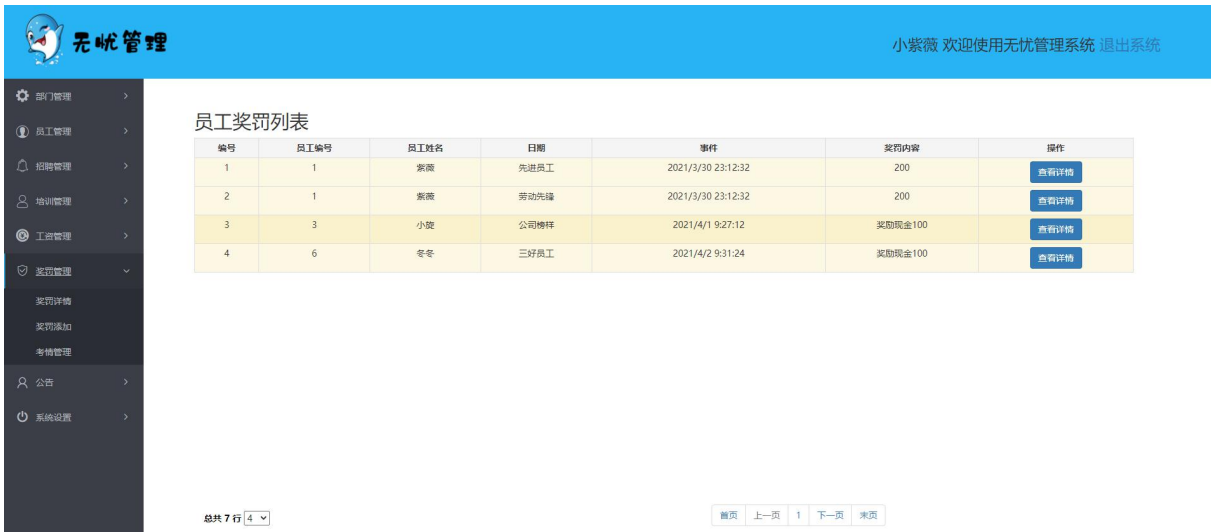 无忧管理
小紫薇 欢迎使用无忧管理系统 退出系统
部门管理
员工管理
招聘管理
培训管理
工资管理
奖罚管理
奖罚详情
奖罚添加
考情管理
公告
系统设置
员工奖罚列表
编号 员工编号 员工姓名 日期 事件 奖罚内容 操作
1 1 紫薇 先进员工 2021/3/30 23:12:32 200 查看详情
2 1 紫薇 劳动先锋 2021/3/30 23:12:32 200 查看详情
3 3 小旋 公司榜样 2021/4/1 9:27:12 奖励现金100 查看详情
4 6 冬冬 三好员工 2021/4/2 9:31:24 奖励现金100 查看详情
总共 7 行 4 首页 上一页 1 下一页 末页